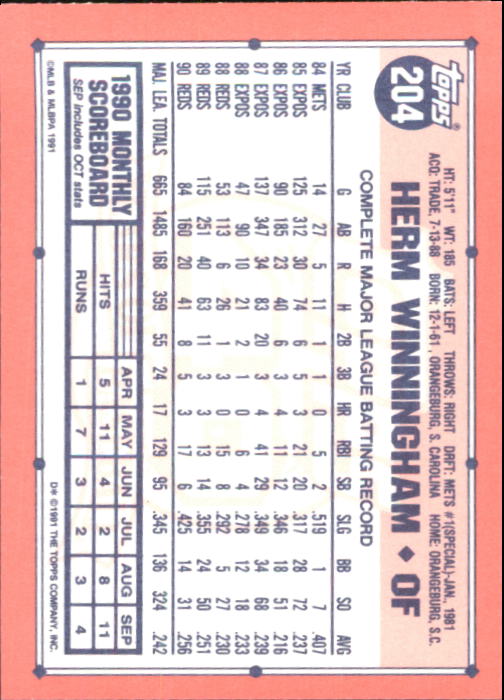 Topps®
204
HT: 5'11" WT: 185 BATS: LEFT THROWS: RIGHT DRFT: METS #1(SPECIAL)-JAN., 1981
ACQ: TRADE, 7-13-88 BORN: 12-1-61, ORANGEBURG, S. CAROLINA HOME: ORANGEBURG, S.C.
HERM WINNINGHAM ◆ OF
COMPLETE MAJOR LEAGUE BATTING RECORD
YR CLUB G AB R H 2B 3B HR RBI SB SLG BB SO AVG
84 METS 14 27 5 11 1 1 0 5 2 .519 1 7 .407
85 EXPOS 125 312 30 74 6 5 3 21 20 .317 28 72 .237
86 EXPOS 90 185 23 40 6 3 4 11 12 .346 18 51 .216
87 EXPOS 137 347 34 83 20 3 4 41 29 .349 34 68 .239
88 EXPOS 47 90 10 21 2 1 0 6 4 .278 12 18 .233
88 REDS 53 113 6 26 1 3 0 15 8 .292 5 27 .230
89 REDS 115 251 40 63 11 3 3 13 14 .355 24 50 .251
90 REDS 84 160 20 41 8 5 3 17 6 .425 14 31 .256
MAJ. LEA. TOTALS 665 1485 168 359 55 24 17 129 95 .345 136 324 .242
1990 MONTHLY
SCOREBOARD
SEP includes OCT stats
APR MAY JUN JUL AUG SEP
HITS 5 11 4 2 8 11
RUNS 1 7 3 2 3 4
©MLB & MLBPA 1991
D* ©1991 THE TOPPS COMPANY, INC.